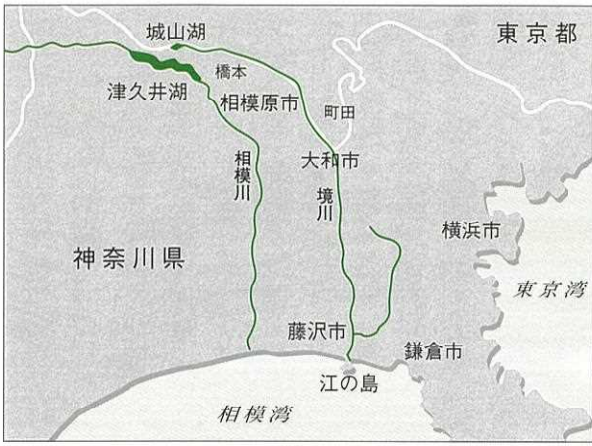 城山湖
東京都
橋本
津久井湖
相模原市
町田
大和市
相模川
境川
横浜市
神奈川県
東京湾
藤沢市
鎌倉市
江の島
相模湾